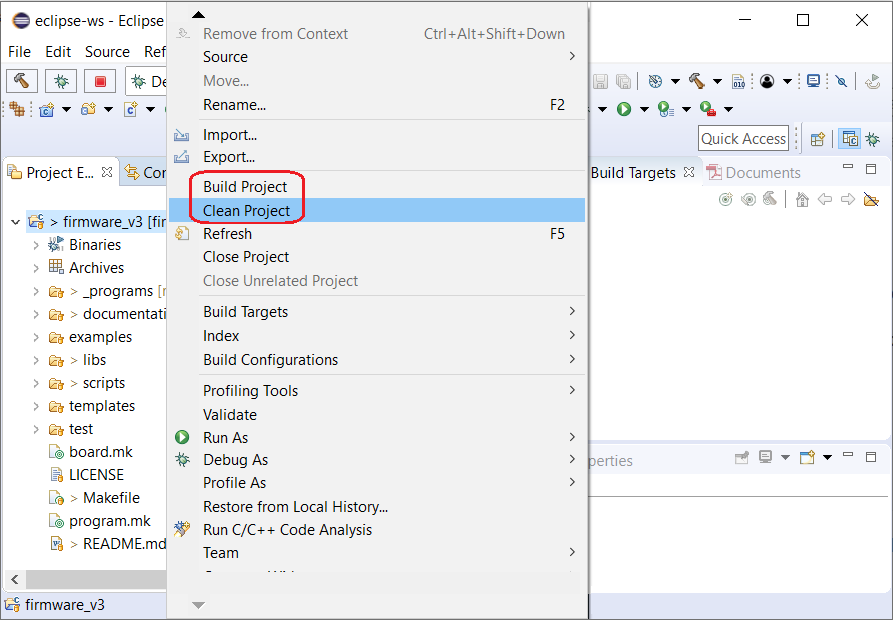 eclipse-ws - Eclipse
File Edit Source Ref
De
Quick Access
Project E...
Con
> firmware_v3 [fir
Binaries
Archives
> _programs [r
> documentati
examples
> libs
> scripts
templates
test
board.mk
LICENSE
> Makefile
program.mk
> README.md
firmware_v3
Remove from Context Ctrl+Alt+Shift+Down
Source
Move...
Rename... F2
Import...
Export...
Build Project
Clean Project
Refresh F5
Close Project
Close Unrelated Project
Build Targets
Index
Build Configurations
Profiling Tools
Validate
Run As
Debug As
Profile As
Restore from Local History...
Run C/C++ Code Analysis
Team
Build Targets
Documents
perties